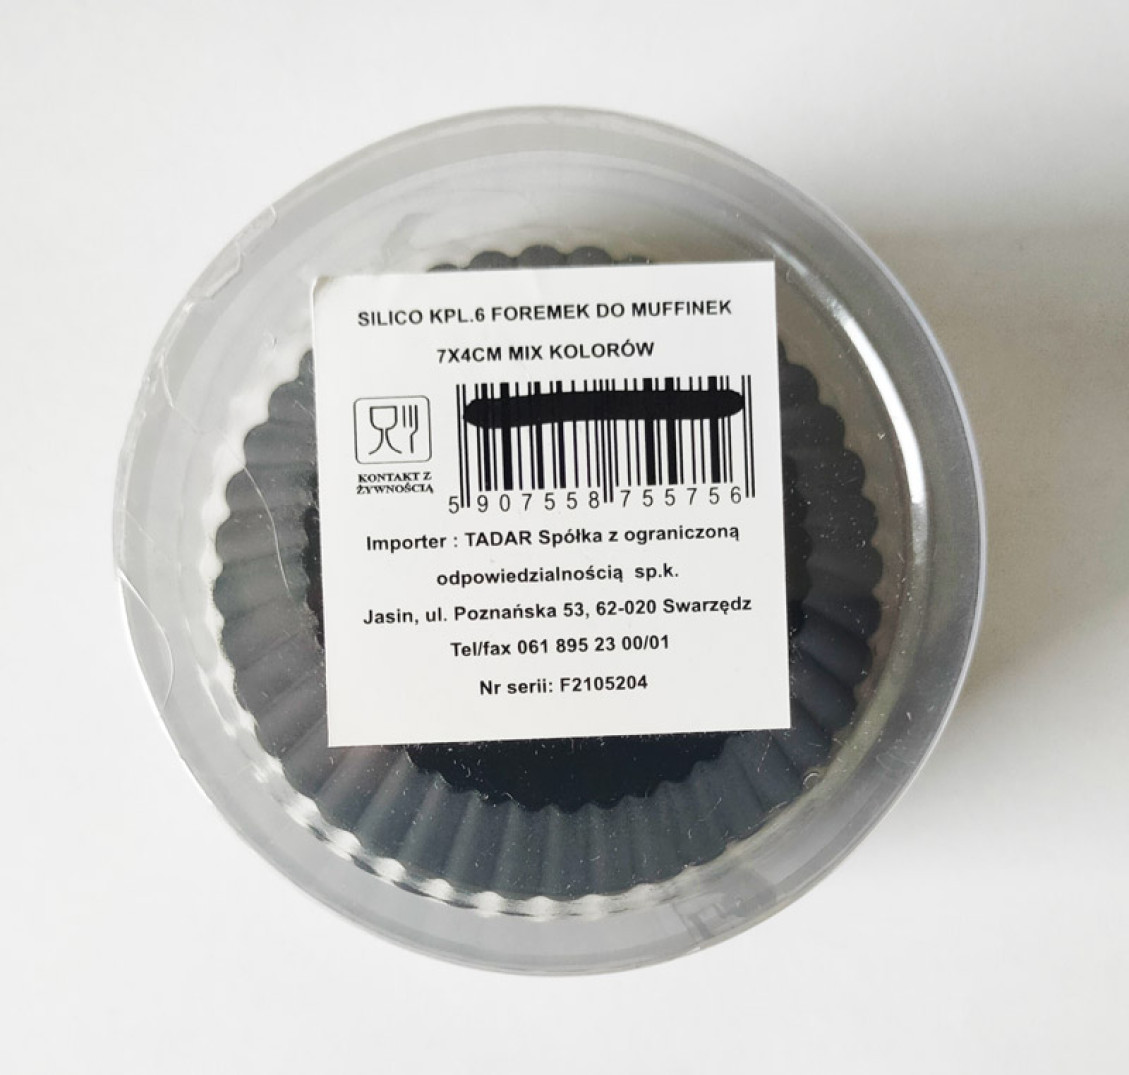 SILICO KPL.6 FOREMEK DO MUFFINEK
7X4CM MIX KOLORÓW
KONTAKT Z
ŻYWNOŚCIĄ
5 907558 755756
Importer : TADAR Spółka z ograniczoną
odpowiedzialnością sp.k.
Jasin, ul. Poznańska 53, 62-020 Swarzędz
Tel/fax 061 895 23 00/01
Nr serii: F2105204